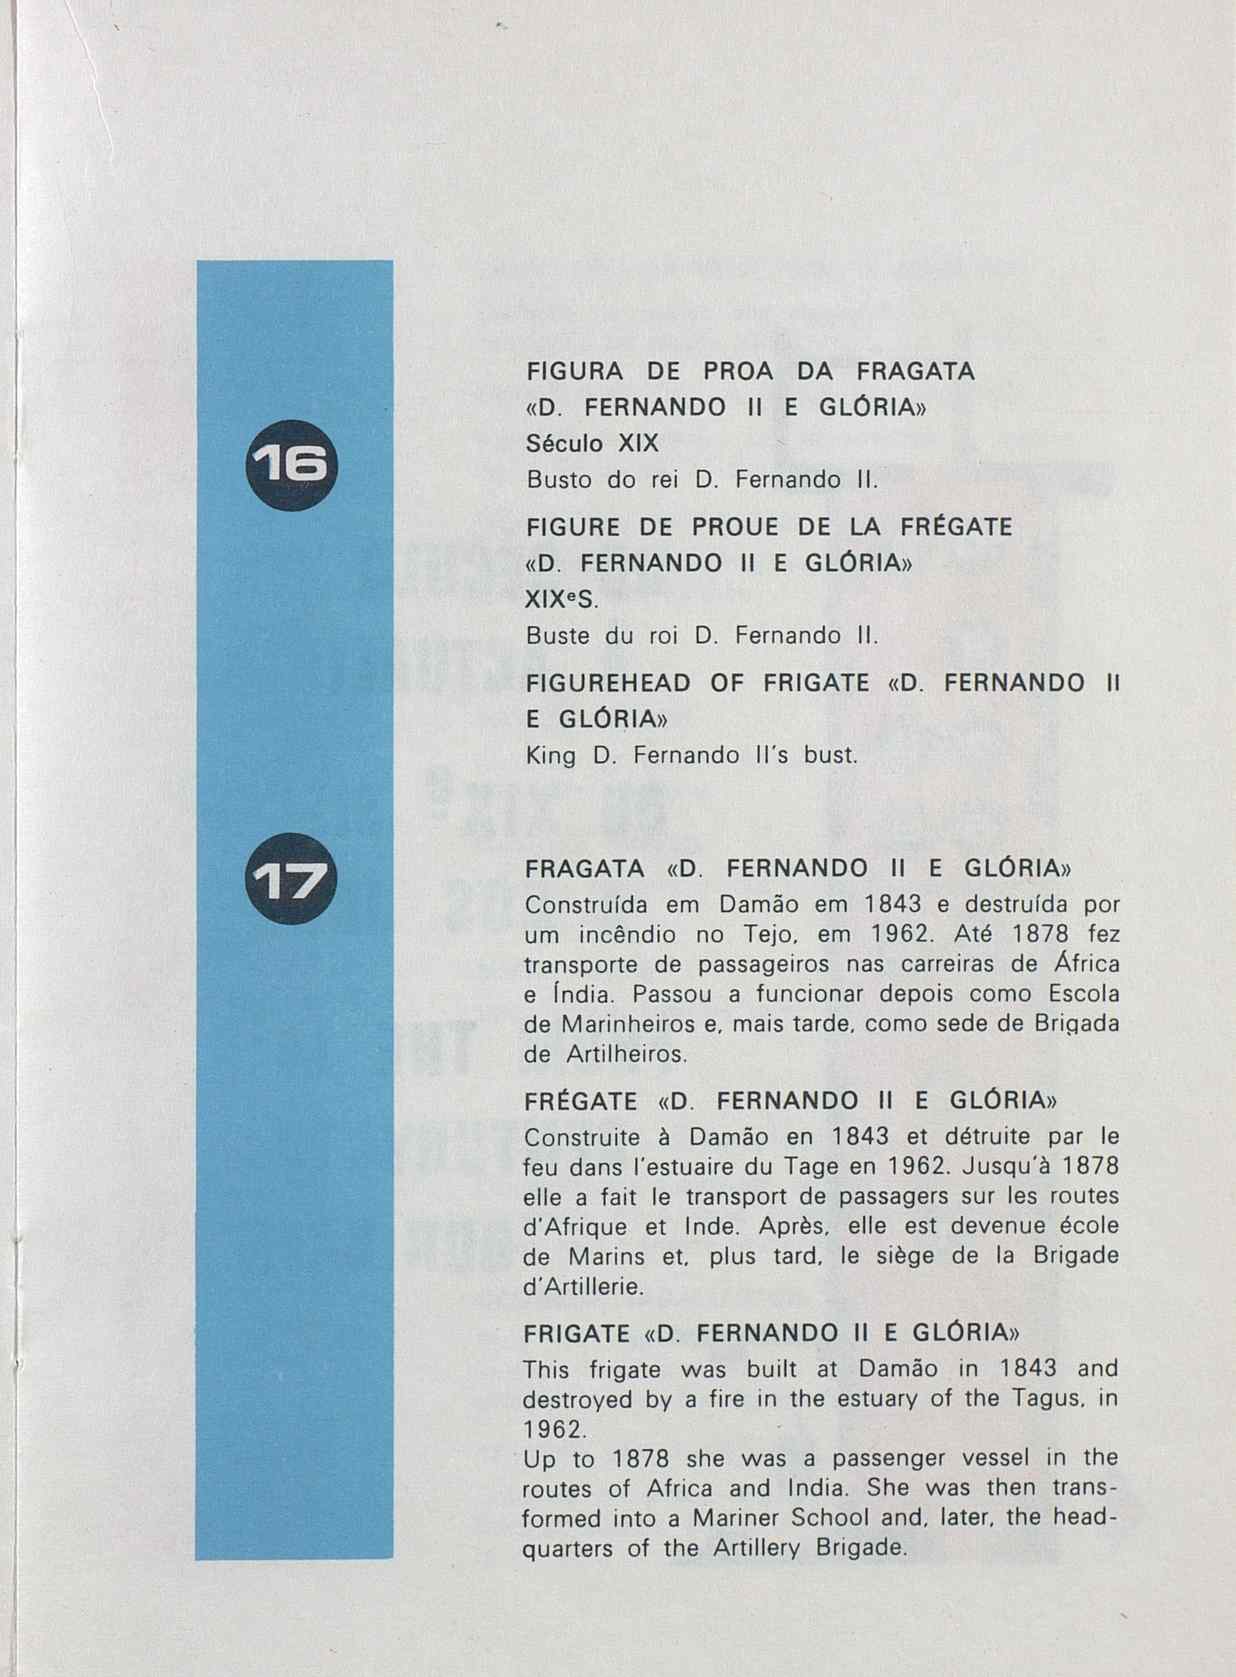 16
FIGURA DE PROA DA FRAGATA
«D. FERNANDO II E GLÓRIA»
Século XIX
Busto do rei D. Fernando II.
FIGURE DE PROUE DE LA FRÉGATE
«D. FERNANDO II E GLÓRIA»
XIXᵉS.
Buste du roi D. Fernando II.
FIGUREHEAD OF FRIGATE «D. FERNANDO II
E GLÓRIA»
King D. Fernando II's bust.
17
FRAGATA «D. FERNANDO II E GLÓRIA»
Construída em Damão em 1843 e destruída por
um incêndio no Tejo, em 1962. Até 1878 fez
transporte de passageiros nas carreiras de África
e Índia. Passou a funcionar depois como Escola
de Marinheiros e, mais tarde, como sede de Brigada
de Artilheiros.
FRÉGATE «D. FERNANDO II E GLÓRIA»
Construite à Damão en 1843 et détruite par le
feu dans l'estuaire du Tage en 1962. Jusqu'à 1878
elle a fait le transport de passagers sur les routes
d'Afrique et Inde. Après, elle est devenue école
de Marins et, plus tard, le siège de la Brigade
d'Artillerie.
FRIGATE «D. FERNANDO II E GLÓRIA»
This frigate was built at Damão in 1843 and
destroyed by a fire in the estuary of the Tagus, in
1962.
Up to 1878 she was a passenger vessel in the
routes of Africa and India. She was then trans-
formed into a Mariner School and, later, the head-
quarters of the Artillery Brigade.